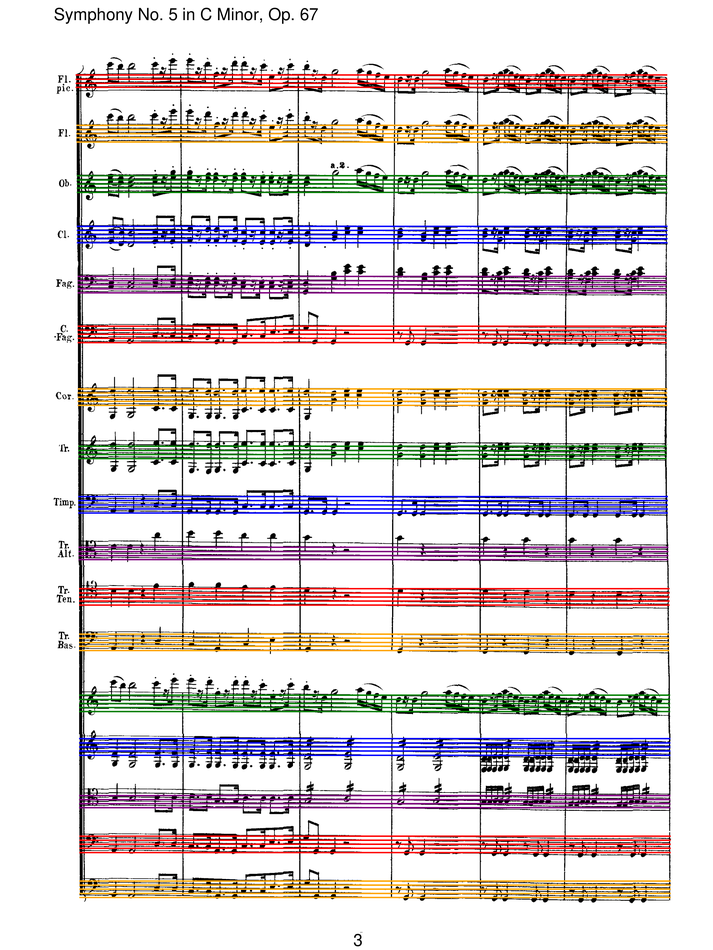 Symphony No. 5 in C Minor, Op. 67
Fl.
pic.
Fl.
a.2.
Ob.
Cl.
Fag.
C.
-Fag.
Cor.
Tr.
Timp.
Tr.
Alt.
Tr.
Ten.
Tr.
Bas.
3